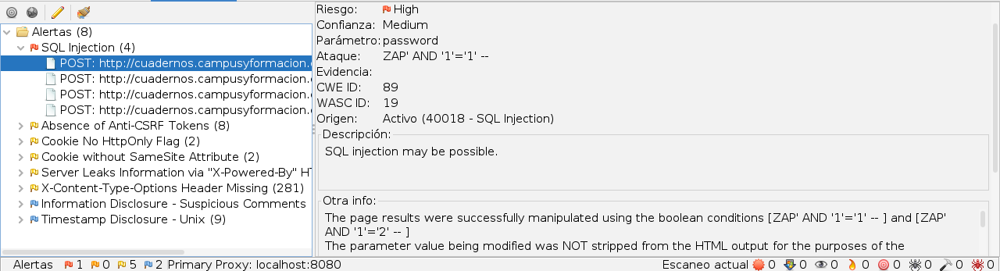 Alertas (8)
SQL Injection (4)
POST: http://cuadernos.campusyformacion.
POST: http://cuadernos.campusyformacion.
POST: http://cuadernos.campusyformacion.
POST: http://cuadernos.campusyformacion.
Absence of Anti-CSRF Tokens (8)
Cookie No HttpOnly Flag (2)
Cookie without SameSite Attribute (2)
Server Leaks Information via "X-Powered-By" HT
X-Content-Type-Options Header Missing (281)
Information Disclosure - Suspicious Comments
Timestamp Disclosure - Unix (9)
Riesgo: High
Confianza: Medium
Parámetro: password
Ataque: ZAP' AND '1'='1' --
Evidencia:
CWE ID: 89
WASC ID: 19
Origen: Activo (40018 - SQL Injection)
Descripción:
SQL injection may be possible.
Otra info:
The page results were successfully manipulated using the boolean conditions [ZAP' AND '1'='1' -- ] and [ZAP'
AND '1'='2' -- ]
The parameter value being modified was NOT stripped from the HTML output for the purposes of the
Alertas 1 0 5 2 Primary Proxy: localhost:8080 Escaneo actual 0 0 0 0 0 0 0 0